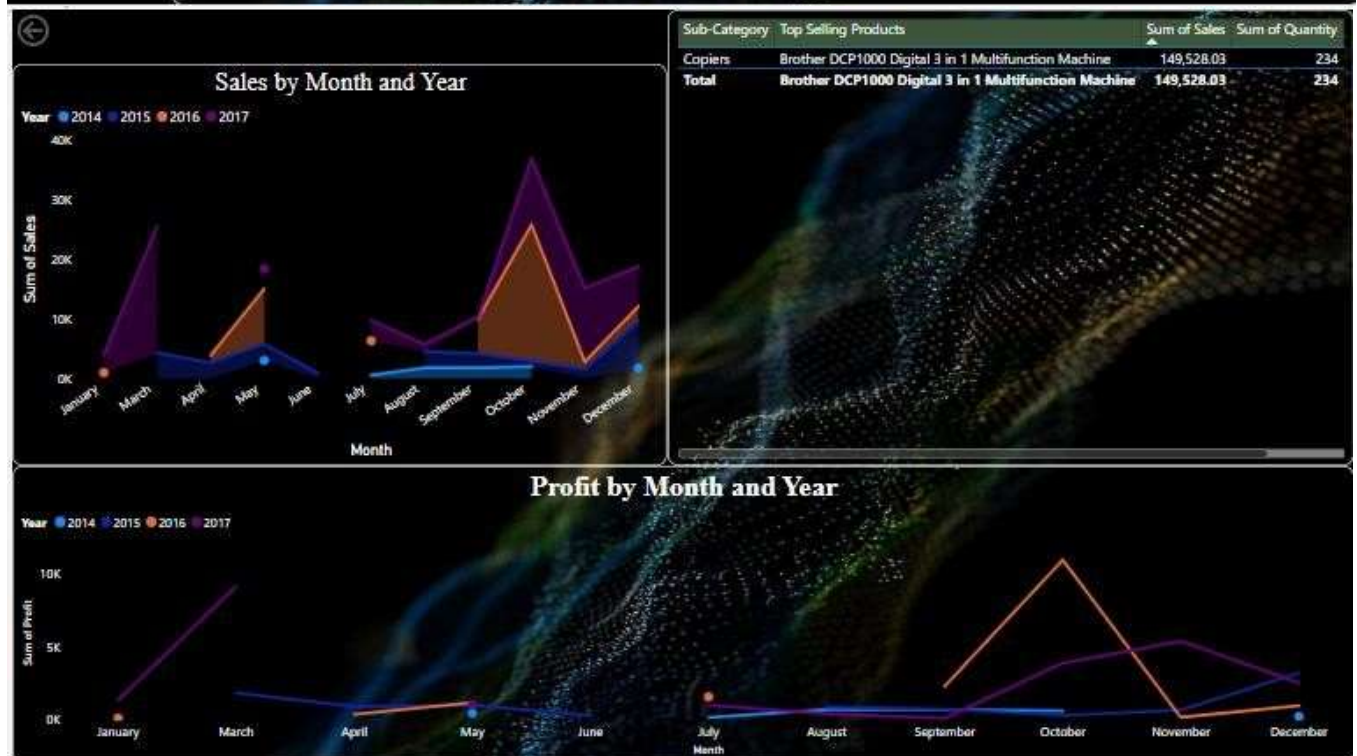 Sub-Category Top Selling Products Sum of Sales Sum of Quantity
Copiers Brother DCP1000 Digital 3 in 1 Multifunction Machine 149,528.03 234
Total Brother DCP1000 Digital 3 in 1 Multifunction Machine 149,528.03 234
Sales by Month and Year
Year 2014 2015 2016 2017
40K
30K
20K
10K
0K
Sum of Sales
January March April May June July August September October November December
Month
Profit by Month and Year
Year 2014 2015 2016 2017
10K
5K
0K
Sum of Profit
January March April May June July August September October November December
Month